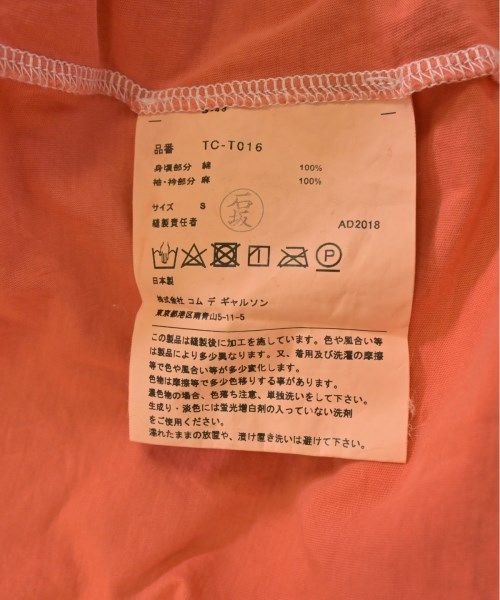 品番 TC-T016
身頃部分 綿 100%
袖・衿部分 麻 100%
サイズ S
石坂
縫製責任者 AD2018
P
日本製
株式会社 コム デ ギャルソン
東京都港区南青山5-11-5
この製品は縫製後に加工を施しています。色や風合い等
は製品により多少異なります。又、着用及び洗濯の摩擦
等で色や風合い等が多少変化します。
色物は摩擦等で多少色移りする事があります。
濃色物の場合、色落ち注意、単独洗いをして下さい。
生成り・淡色には蛍光増白剤の入っていない洗剤
をご使用ください。
濡れたままの放置や、漬け置き洗いは避けて下さい。